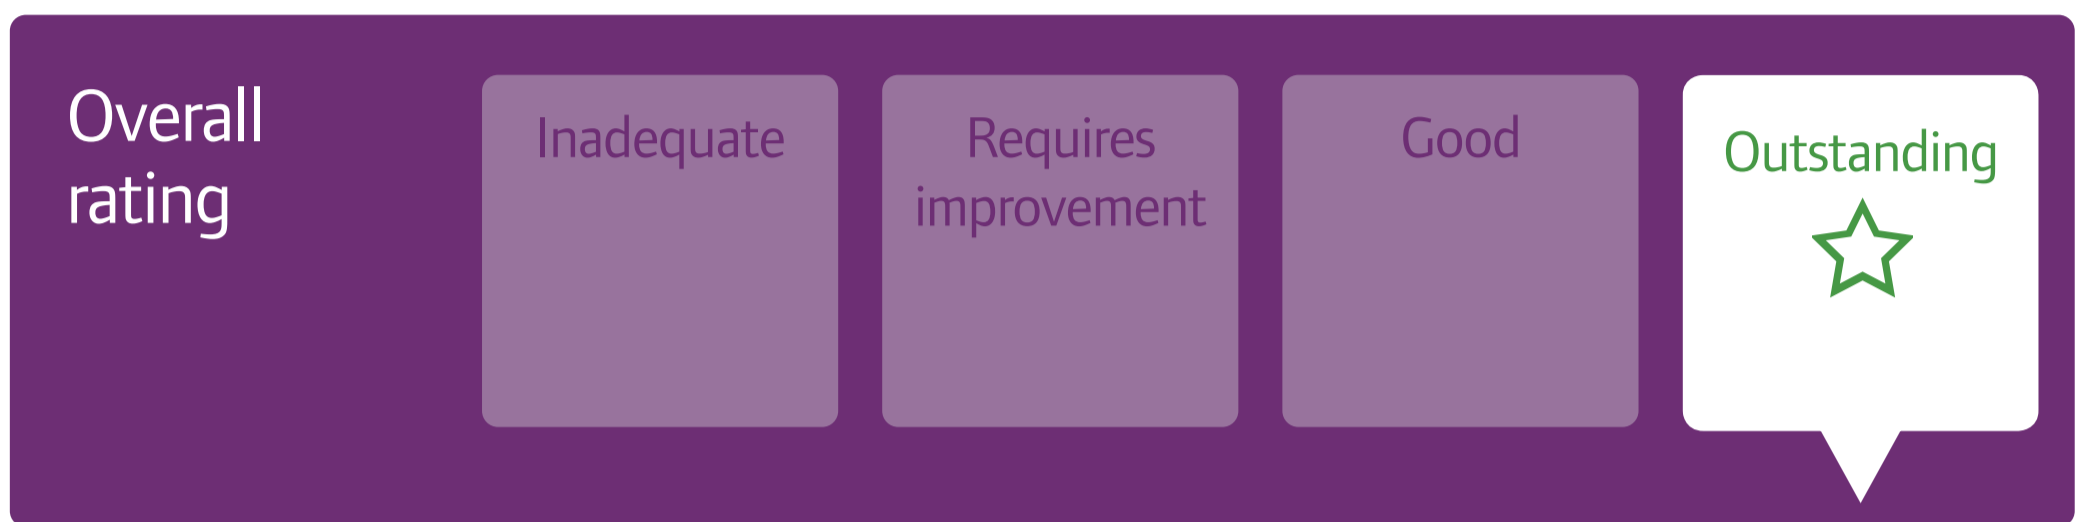 Overall
rating
Inadequate
Requires
improvement
Good
Outstanding